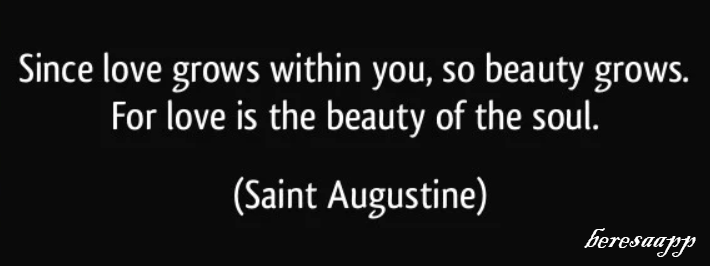 Since love grows within you, so beauty grows.
For love is the beauty of the soul.
(Saint Augustine)
beresaapp